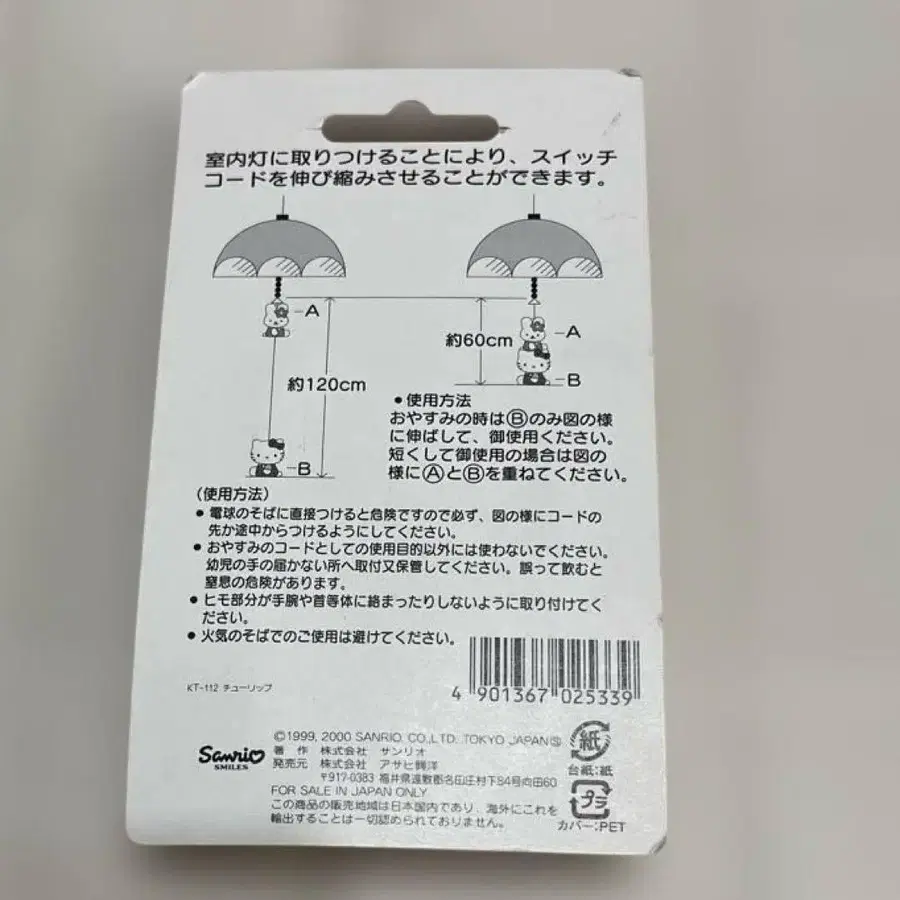 室内灯に取りつけることにより、スイッチ
コードを伸び縮みさせることができます。
A
約120cm
B
A
約60cm
B
• 使用方法
おやすみの時はⒷのみ図の様
に伸ばして、御使用ください。
短くして御使用の場合は図の
様にⒶとⒷを重ねてください。
(使用方法)
• 電球のそばに直接つけると危険ですので必ず、図の様にコードの
先か途中からつけるようにしてください。
• おやすみのコードとしての使用目的以外には使わないでください。
幼児の手の届かない所へ取付又保管してください。誤って飲むと
窒息の危険があります。
• ヒモ部分が手腕や首等体に絡まったりしないように取り付けてく
ださい。
• 火気のそばでのご使用は避けてください。
KT-112 チューリップ
4 901367 025339
©1999, 2000 SANRIO CO.,LTD. TOKYO JAPAN Ⓢ
Sanrio
SMILES
著 作 株式会社 サンリオ
発売元 株式会社 アサヒ興洋
〒917-0383 福井県遠敷郡名田庄村下84号向田60
FOR SALE IN JAPAN ONLY
この商品の販売地域は日本国内であり、海外にこれを
輸出することは一切認められておりません。
紙
台紙:紙
プラ
カバー:PET